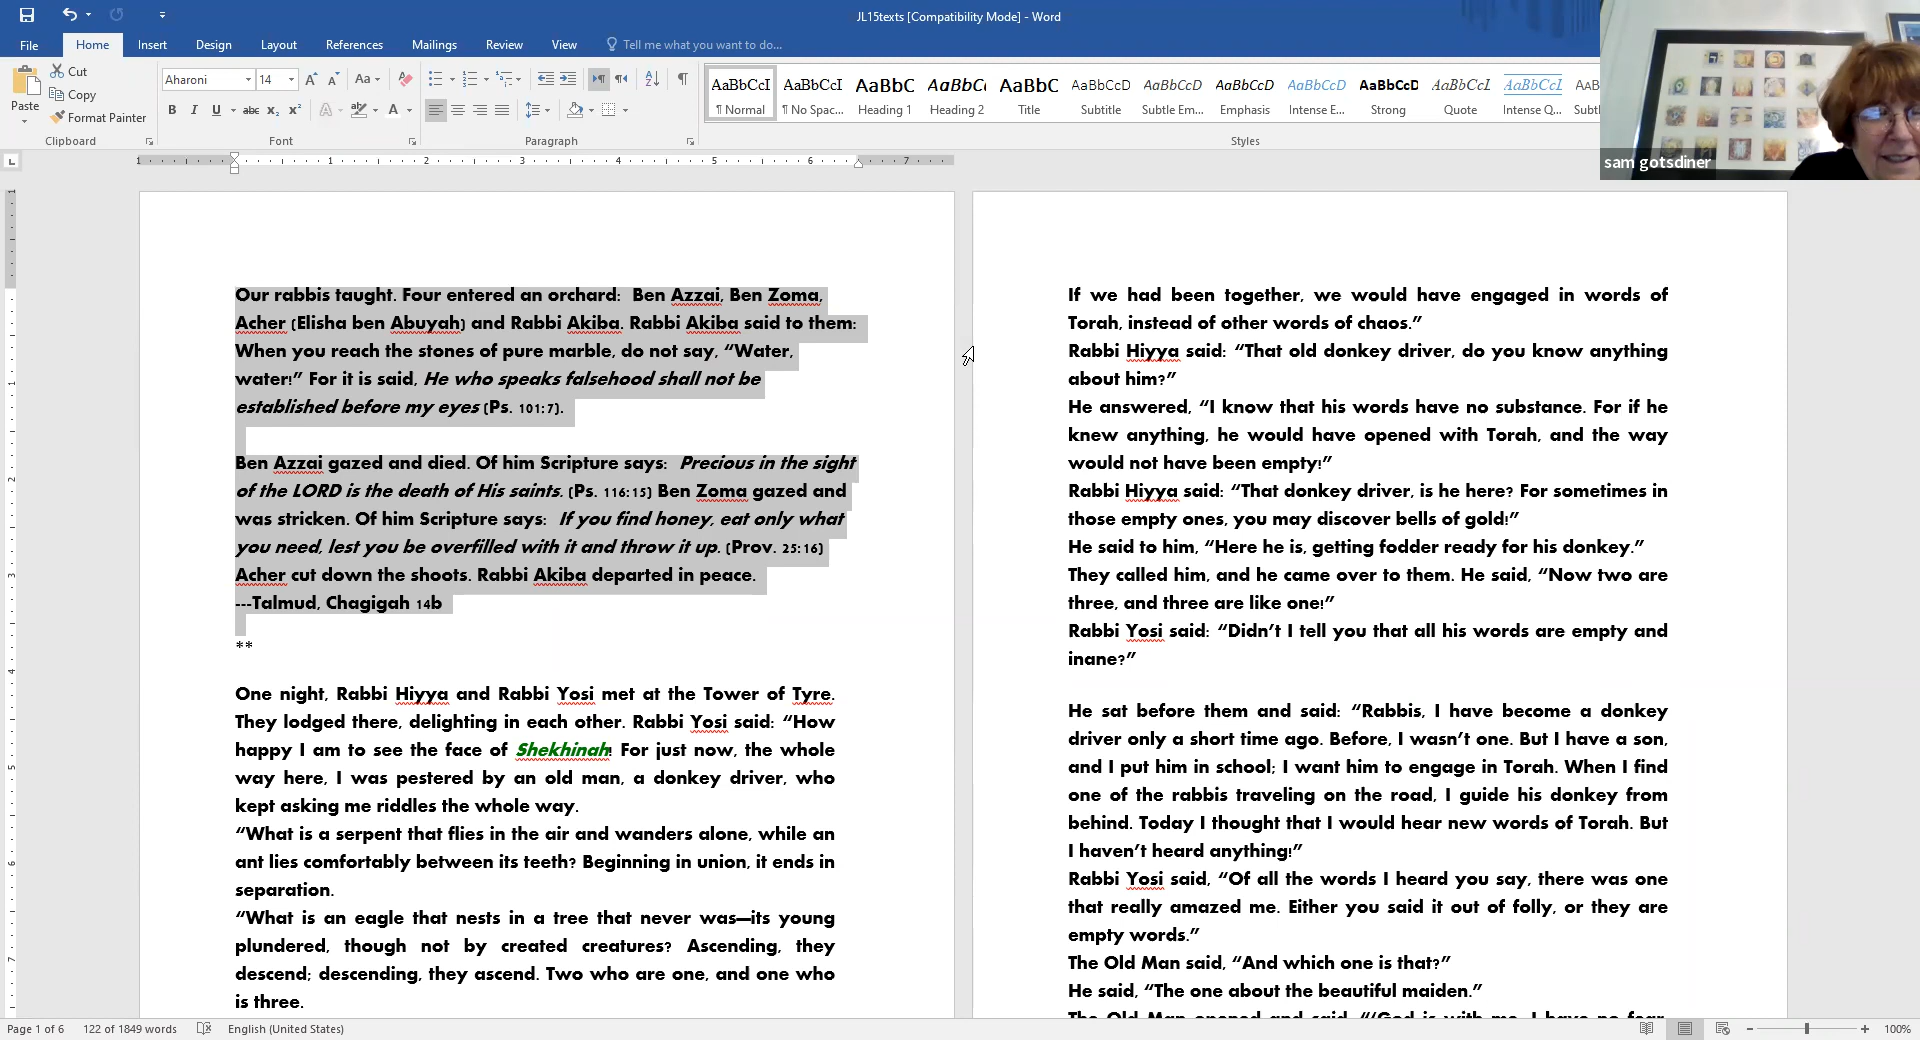 JL15texts [Compatibility Mode] - Word
File Home Insert Design Layout References Mailings Review View Tell me what you want to do...
Cut
Copy
Format Painter
Paste
Clipboard
Aharoni 14
Font
Paragraph
AaBbCcI AaBbCcI AaBbC AaBbC AaBbC AaBbCcD AaBbCcD AaBbCcD AaBbCcD AaBbCcD AaBbCcI AaBbCcI AAB
¶ Normal ¶ No Spac... Heading 1 Heading 2 Title Subtitle Subtle Em... Emphasis Intense E... Strong Quote Intense Q... Subtl
Styles
sam gotsdiner
1 1 2 3 4 5 6 7
Our rabbis taught. Four entered an orchard: Ben Azzai, Ben Zoma,
Acher (Elisha ben Abuyah) and Rabbi Akiba. Rabbi Akiba said to them:
When you reach the stones of pure marble, do not say, “Water,
water!” For it is said, He who speaks falsehood shall not be
established before my eyes (Ps. 101:7).
Ben Azzai gazed and died. Of him Scripture says: Precious in the sight
of the LORD is the death of His saints. (Ps. 116:15) Ben Zoma gazed and
was stricken. Of him Scripture says: If you find honey, eat only what
you need, lest you be overfilled with it and throw it up. (Prov. 25:16)
Acher cut down the shoots. Rabbi Akiba departed in peace.
---Talmud, Chagigah 14b
**
One night, Rabbi Hiyya and Rabbi Yosi met at the Tower of Tyre.
They lodged there, delighting in each other. Rabbi Yosi said: “How
happy I am to see the face of Shekhinah! For just now, the whole
way here, I was pestered by an old man, a donkey driver, who
kept asking me riddles the whole way.
“What is a serpent that flies in the air and wanders alone, while an
ant lies comfortably between its teeth? Beginning in union, it ends in
separation.
“What is an eagle that nests in a tree that never was—its young
plundered, though not by created creatures? Ascending, they
descend; descending, they ascend. Two who are one, and one who
is three.
If we had been together, we would have engaged in words of
Torah, instead of other words of chaos.”
Rabbi Hiyya said: “That old donkey driver, do you know anything
about him?”
He answered, “I know that his words have no substance. For if he
knew anything, he would have opened with Torah, and the way
would not have been empty!”
Rabbi Hiyya said: “That donkey driver, is he here? For sometimes in
those empty ones, you may discover bells of gold!”
He said to him, “Here he is, getting fodder ready for his donkey.”
They called him, and he came over to them. He said, “Now two are
three, and three are like one!”
Rabbi Yosi said: “Didn’t I tell you that all his words are empty and
inane?”
He sat before them and said: “Rabbis, I have become a donkey
driver only a short time ago. Before, I wasn’t one. But I have a son,
and I put him in school; I want him to engage in Torah. When I find
one of the rabbis traveling on the road, I guide his donkey from
behind. Today I thought that I would hear new words of Torah. But
I haven’t heard anything!”
Rabbi Yosi said, “Of all the words I heard you say, there was one
that really amazed me. Either you said it out of folly, or they are
empty words.”
The Old Man said, “And which one is that?”
He said, “The one about the beautiful maiden.”
The Old Man opened and said, “‘God is with me, I have no fear.
Page 1 of 6 122 of 1849 words English (United States) 100%